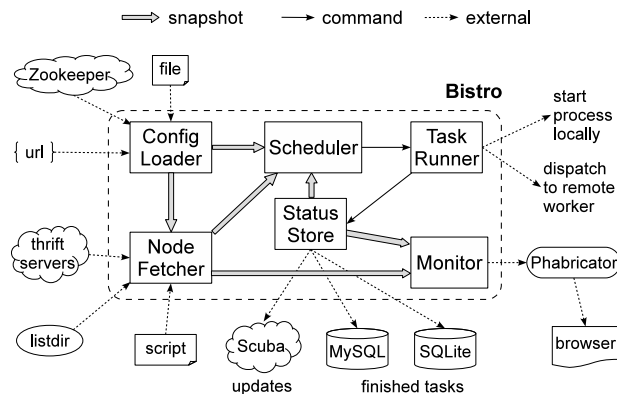 snapshot
command
external
Zookeeper
file
Bistro
{ url }
Config
Loader
Scheduler
Task
Runner
start
process
locally
dispatch
to remote
worker
thrift
servers
Node
Fetcher
Status
Store
Monitor
Phabricator
listdir
script
Scuba
MySQL
SQLite
browser
updates
finished tasks